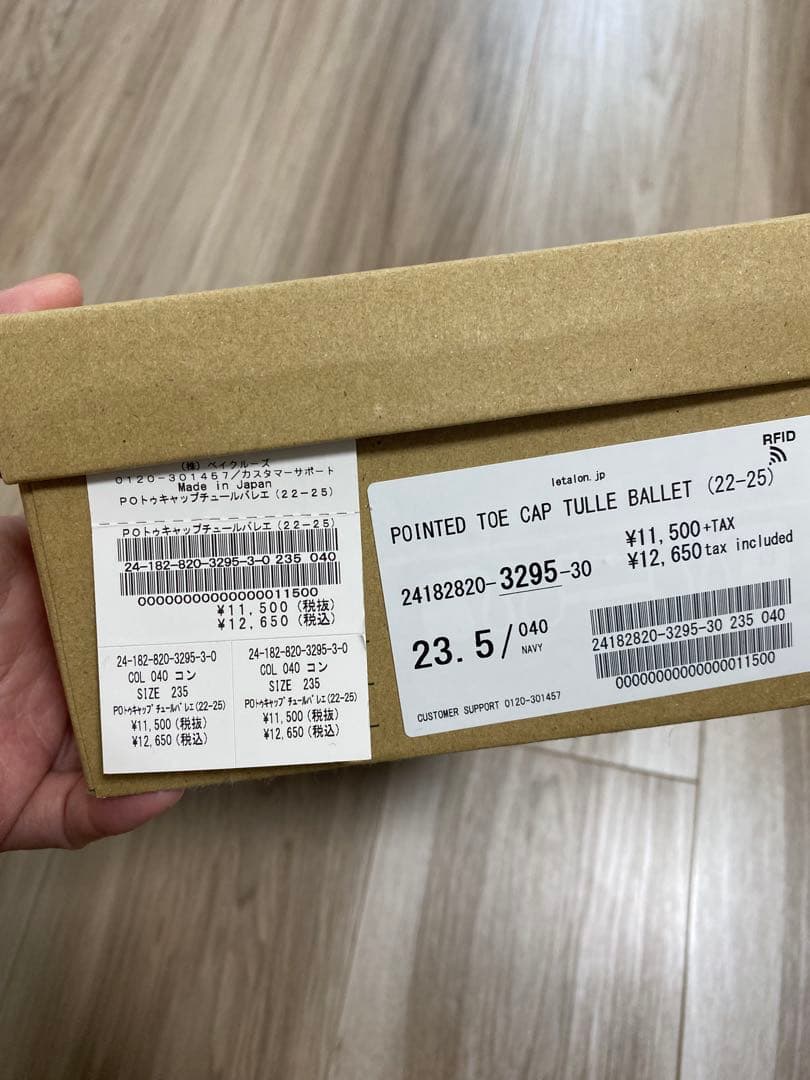 (株)ベイクルーズ
0120-301457/カスタマーサポート
Made in Japan
POトゥキャップチュールバレエ(22-25)
POトゥキャップチュールバレエ(22-25)
24-182-820-3295-3-0 235 040
00000000000000011500
¥11,500(税抜)
¥12,650(税込)
24-182-820-3295-3-0
COL 040 コン
SIZE 235
POトゥキャップチュールバレエ(22-25)
¥11,500(税抜)
¥12,650(税込)
24-182-820-3295-3-0
COL 040 コン
SIZE 235
POトゥキャップチュールバレエ(22-25)
¥11,500(税抜)
¥12,650(税込)
RFID
letalon.jp
POINTED TOE CAP TULLE BALLET (22-25)
¥11,500+TAX
¥12,650 tax included
24182820-3295-30
23.5/040
NAVY
24182820-3295-30 235 040
00000000000000011500
CUSTOMER SUPPORT 0120-301457